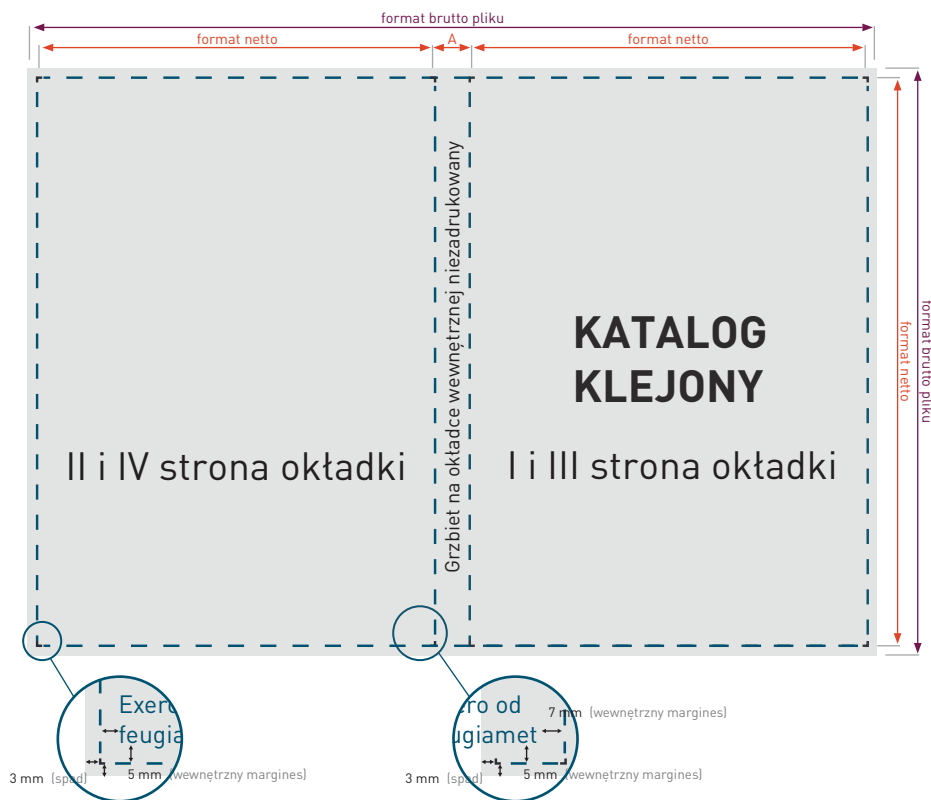 format brutto pliku
format netto
A
format netto
Grzbiet na okładce wewnętrznej niezadrukowany
KATALOG
KLEJONY
II i IV strona okładki
I i III strona okładki
format netto
format brutto pliku
Exerc
feugia
3 mm (spad)
5 mm (wewnętrzny margines)
ero od
ugiamet
7 mm (wewnętrzny margines)
3 mm (spad)
5 mm (wewnętrzny margines)